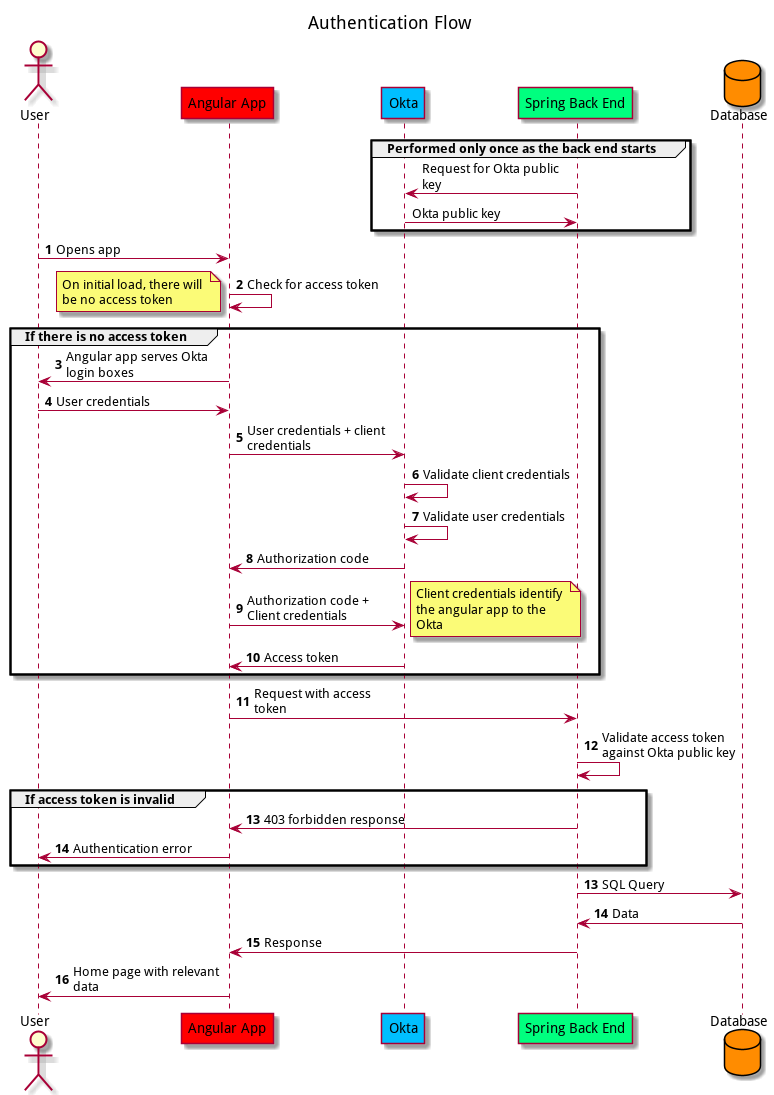 Authentication Flow
User
Angular App
Okta
Spring Back End
Database
Performed only once as the back end starts
Request for Okta public
key
Okta public key
1 Opens app
On initial load, there will
be no access token
2 Check for access token
If there is no access token
3 Angular app serves Okta
login boxes
4 User credentials
5 User credentials + client
credentials
6 Validate client credentials
7 Validate user credentials
8 Authorization code
9 Authorization code +
Client credentials
Client credentials identify
the angular app to the
Okta
10 Access token
11 Request with access
token
12 Validate access token
against Okta public key
If access token is invalid
13 403 forbidden response
14 Authentication error
13 SQL Query
14 Data
15 Response
16 Home page with relevant
data
User
Angular App
Okta
Spring Back End
Database